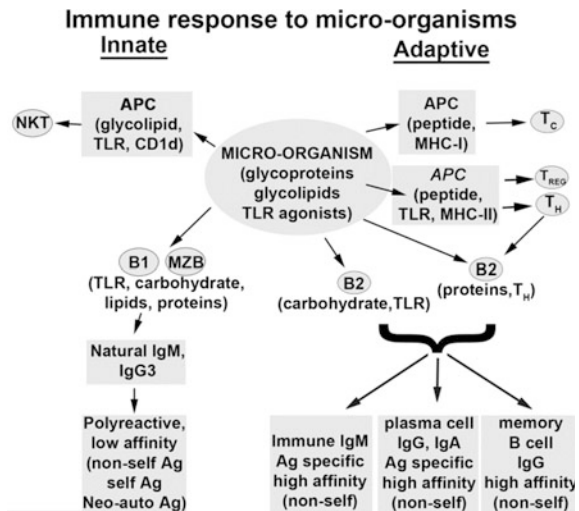 Immune response to micro-organisms
Innate
Adaptive
NKT
APC
(glycolipid,
TLR, CD1d)
MICRO-ORGANISM
(glycoproteins
glycolipids
TLR agonists)
APC
(peptide,
MHC-I)
TC
APC
(peptide,
TLR, MHC-II)
TREG
TH
B1
MZB
(TLR, carbohydrate,
lipids, proteins)
B2
(carbohydrate,TLR)
B2
(proteins,TH)
Natural IgM,
IgG3
Polyreactive,
low affinity
(non-self Ag
self Ag
Neo-auto Ag)
Immune IgM
Ag specific
high affinity
(non-self)
plasma cell
IgG, IgA
Ag specific
high affinity
(non-self)
memory
B cell
IgG
high affinity
(non-self)